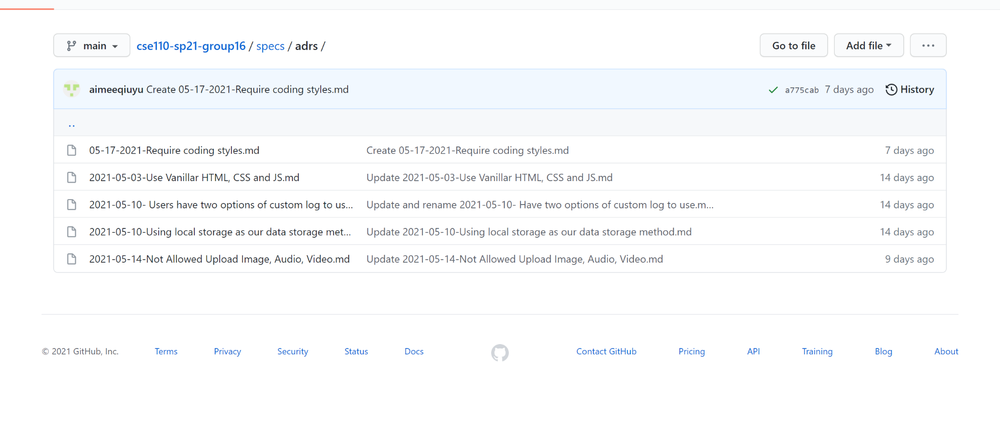 main
cse110-sp21-group16 / specs / adrs /
Go to file
Add file
aimeeqiuyu Create 05-17-2021-Require coding styles.md
a775cab 7 days ago
History
..
05-17-2021-Require coding styles.md Create 05-17-2021-Require coding styles.md 7 days ago
2021-05-03-Use Vanillar HTML, CSS and JS.md Update 2021-05-03-Use Vanillar HTML, CSS and JS.md 14 days ago
2021-05-10- Users have two options of custom log to us... Update and rename 2021-05-10- Have two options of custom log to use.m... 14 days ago
2021-05-10-Using local storage as our data storage met... Update 2021-05-10-Using local storage as our data storage method.md 14 days ago
2021-05-14-Not Allowed Upload Image, Audio, Video.md Update 2021-05-14-Not Allowed Upload Image, Audio, Video.md 9 days ago
© 2021 GitHub, Inc. Terms Privacy Security Status Docs Contact GitHub Pricing API Training Blog About